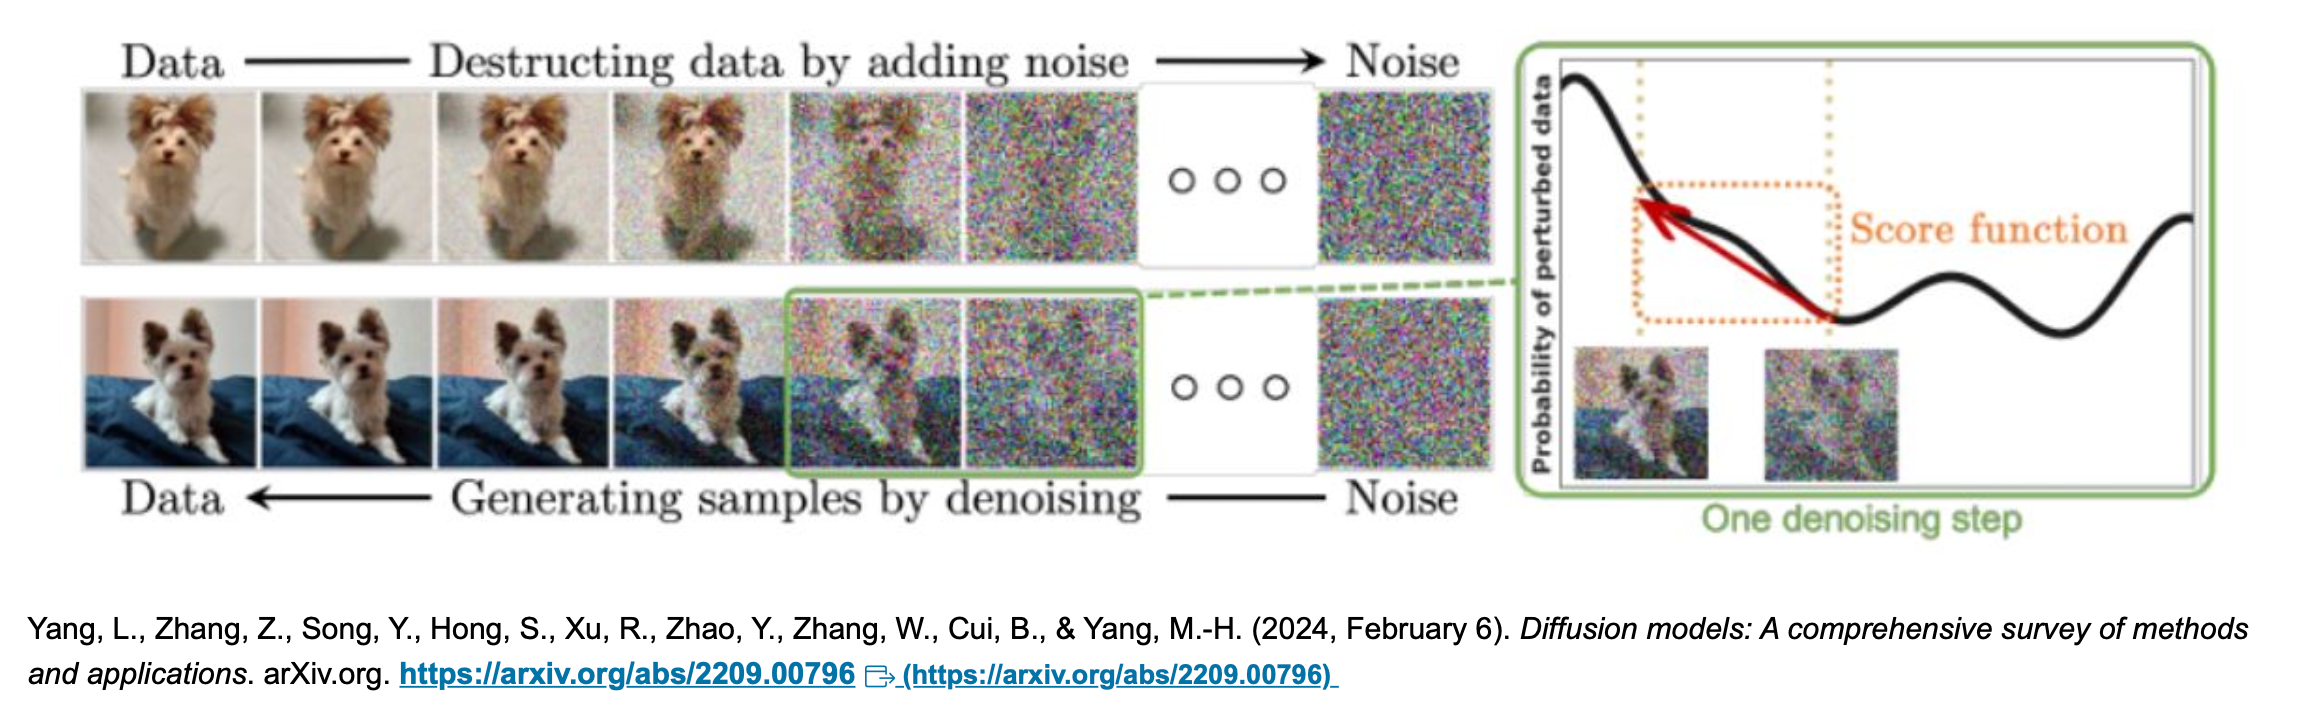 Data Destructing data by adding noise Noise
Probability of perturbed data
Score function
Data Generating samples by denoising Noise
One denoising step
Yang, L., Zhang, Z., Song, Y., Hong, S., Xu, R., Zhao, Y., Zhang, W., Cui, B., & Yang, M.-H. (2024, February 6). Diffusion models: A comprehensive survey of methods
and applications. arXiv.org. https://arxiv.org/abs/2209.00796 (https://arxiv.org/abs/2209.00796)